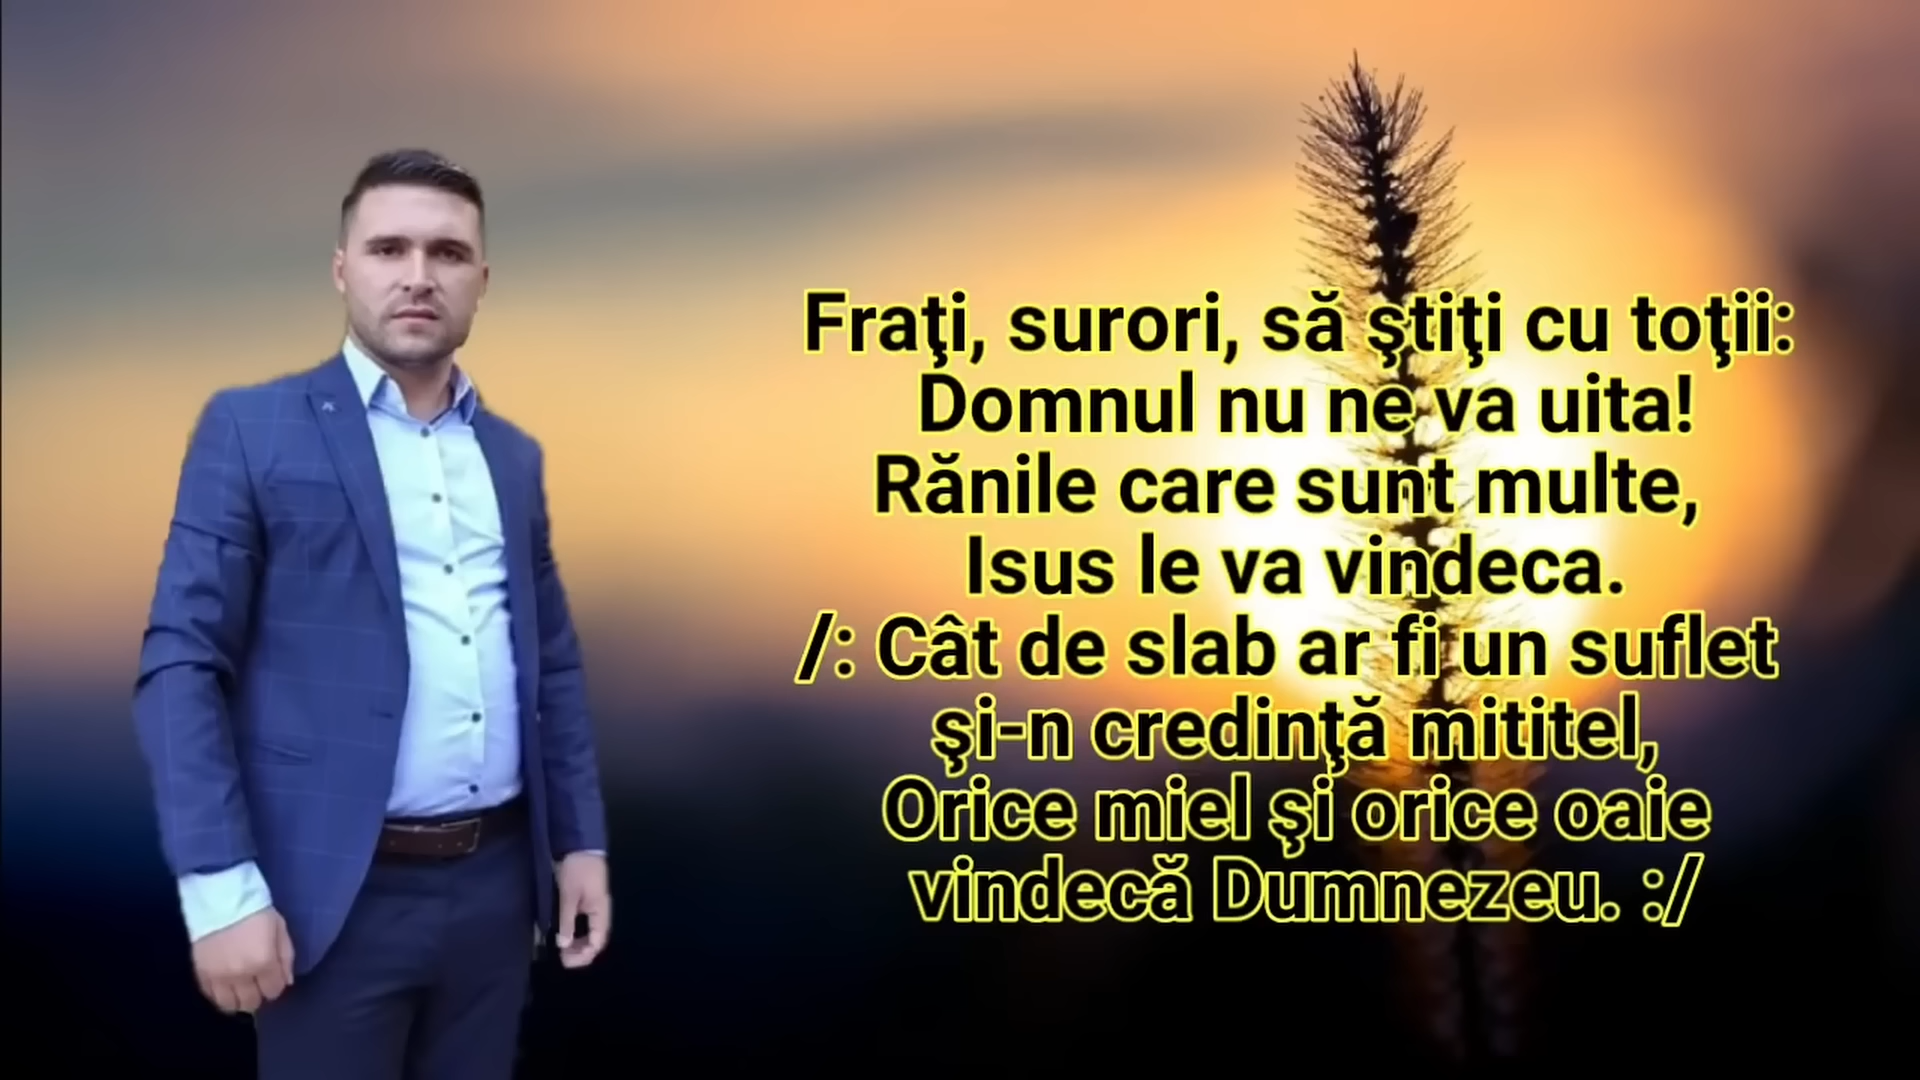 Fraţi, surori, să ştiţi cu toţii:
Domnul nu ne va uita!
Rănile care sunt multe,
Isus le va vindeca.
/: Cât de slab ar fi un suflet
şi-n credinţă mititel,
Orice miel şi orice oaie
vindecă Dumnezeu. :/